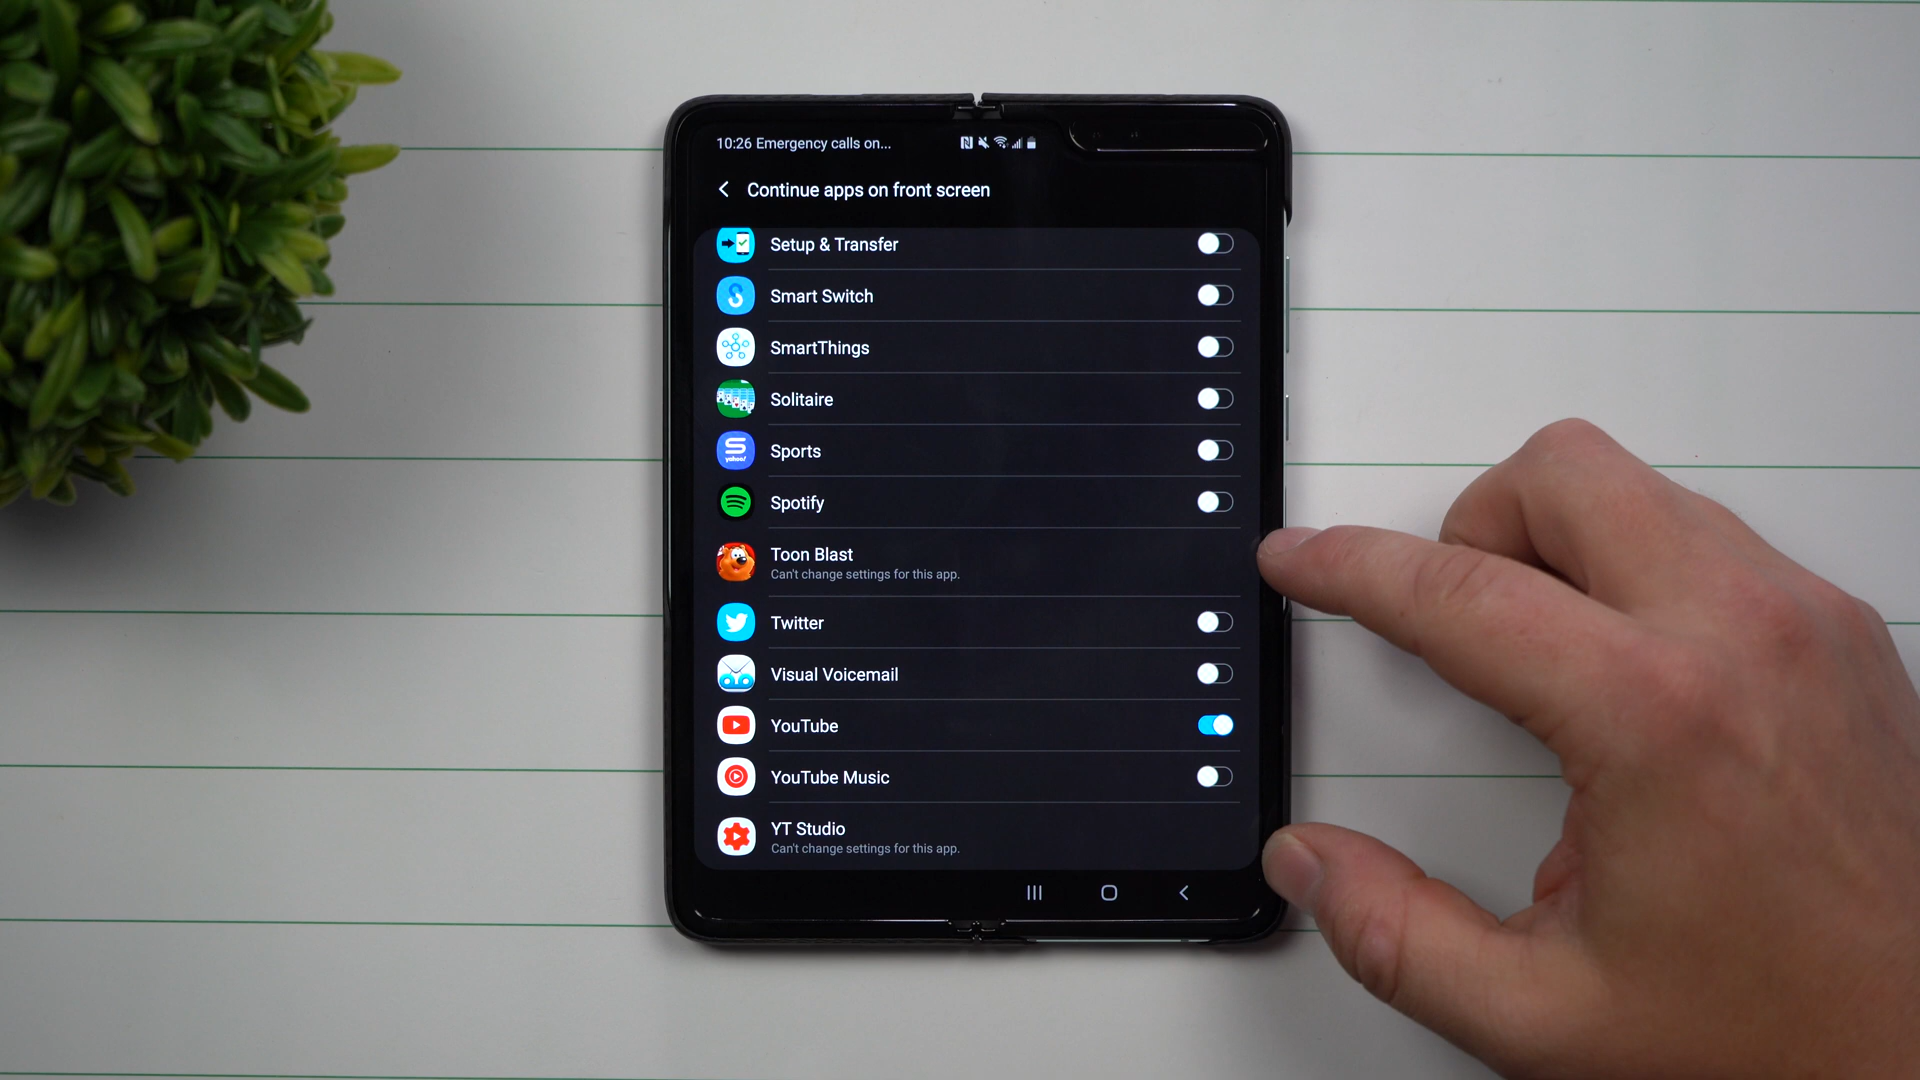 10:26 Emergency calls on...
Continue apps on front screen
Setup & Transfer
Smart Switch
SmartThings
Solitaire
Sports
yahoo!
Spotify
Toon Blast
Can't change settings for this app.
Twitter
Visual Voicemail
YouTube
YouTube Music
YT Studio
Can't change settings for this app.